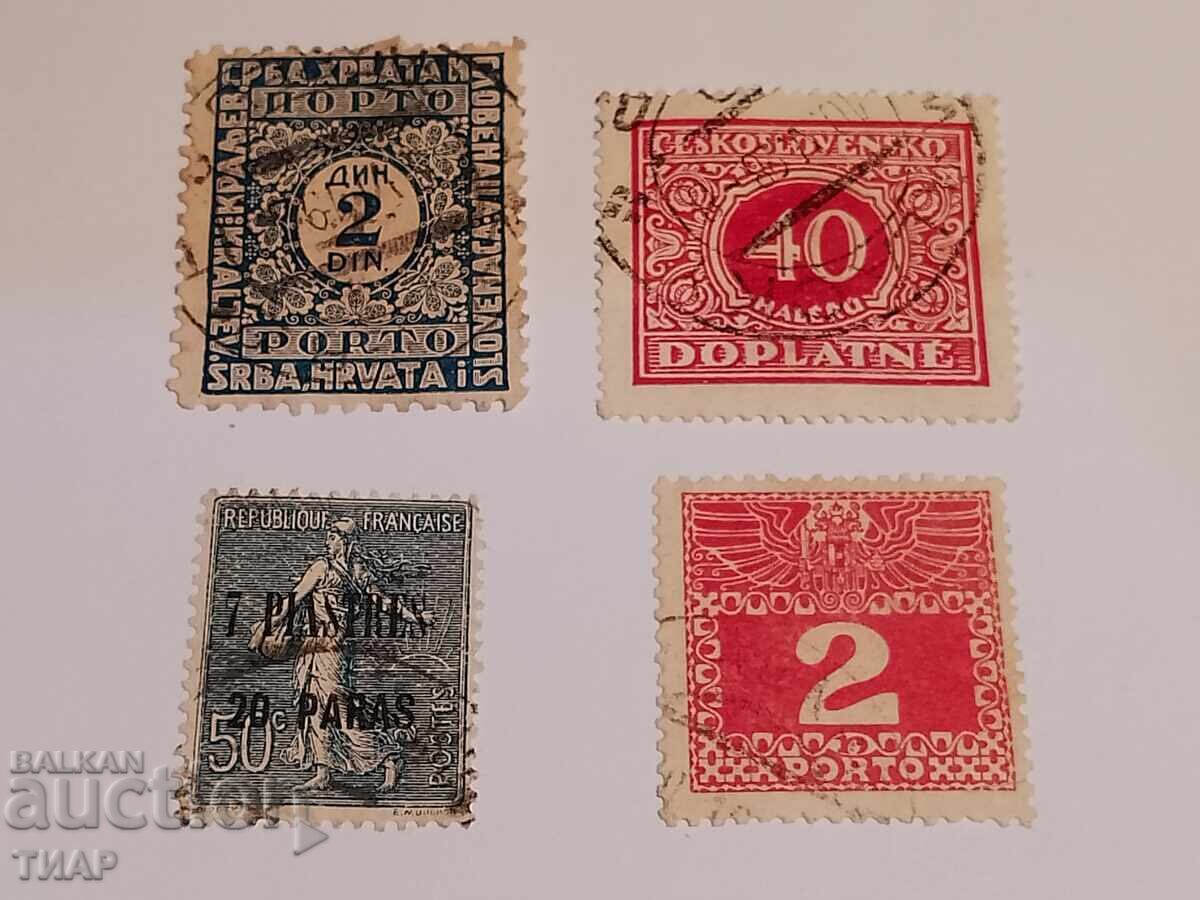 КРАЉЕВ. СРБА, ХРВАТА И СЛОВЕНАЦА
ПОРТО
ДИН
2
DIN.
PORTO
KRALJEV. SRBA, HRVATA i SLOVENACA
ČESKOSLOVENSKO
40
HALÉŘŮ
DOPLATNÉ
REPUBLIQUE FRANÇAISE
7 PIASTRES
20 PARAS
50c
POSTES
2
PORTO
BALKAN
auction
ТИАР